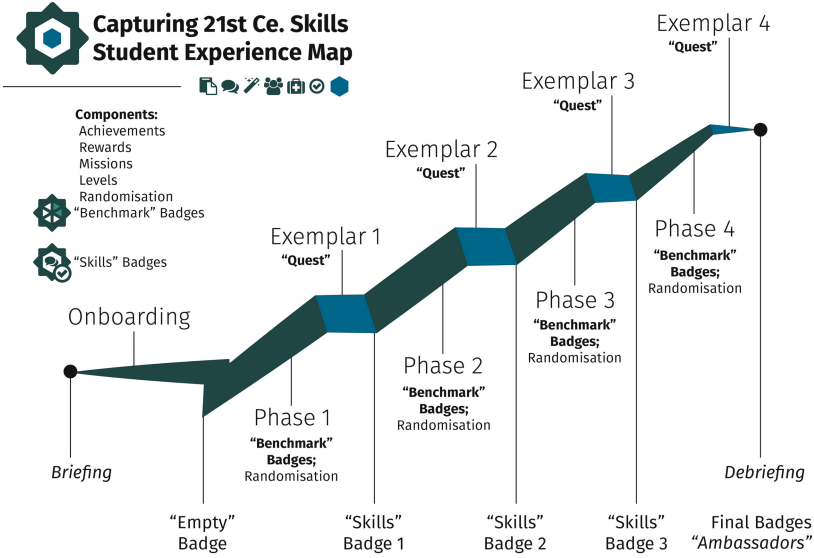 Capturing 21st Ce. Skills
Student Experience Map
Components:
Achievements
Rewards
Missions
Levels
Randomisation
“Benchmark” Badges
“Skills” Badges
Onboarding
Briefing
“Empty”
Badge
Phase 1
“Benchmark”
Badges;
Randomisation
Exemplar 1
“Quest”
“Skills”
Badge 1
Phase 2
“Benchmark”
Badges;
Randomisation
Exemplar 2
“Quest”
“Skills”
Badge 2
Phase 3
“Benchmark”
Badges;
Randomisation
Exemplar 3
“Quest”
“Skills”
Badge 3
Phase 4
“Benchmark”
Badges;
Randomisation
Exemplar 4
“Quest”
Debriefing
Final Badges
“Ambassadors”